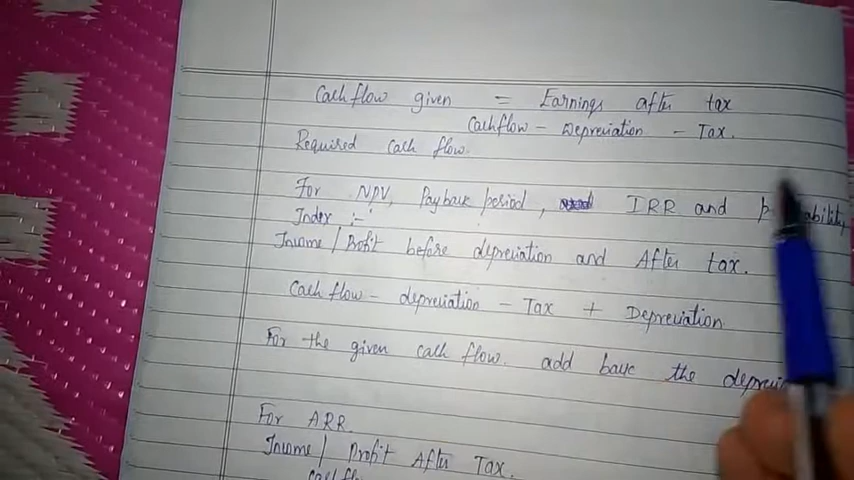 Cash flow given = Earnings after tax
Cashflow - Depreciation - Tax.
Required cash flow.
For NPV, Payback period, IRR and
Index :-
Income / Profit before depreciation and After tax.
Cash flow - depreciation - Tax + Depreciation
For the given cash flow. add back the
For ARR.
Income / Profit After Tax.